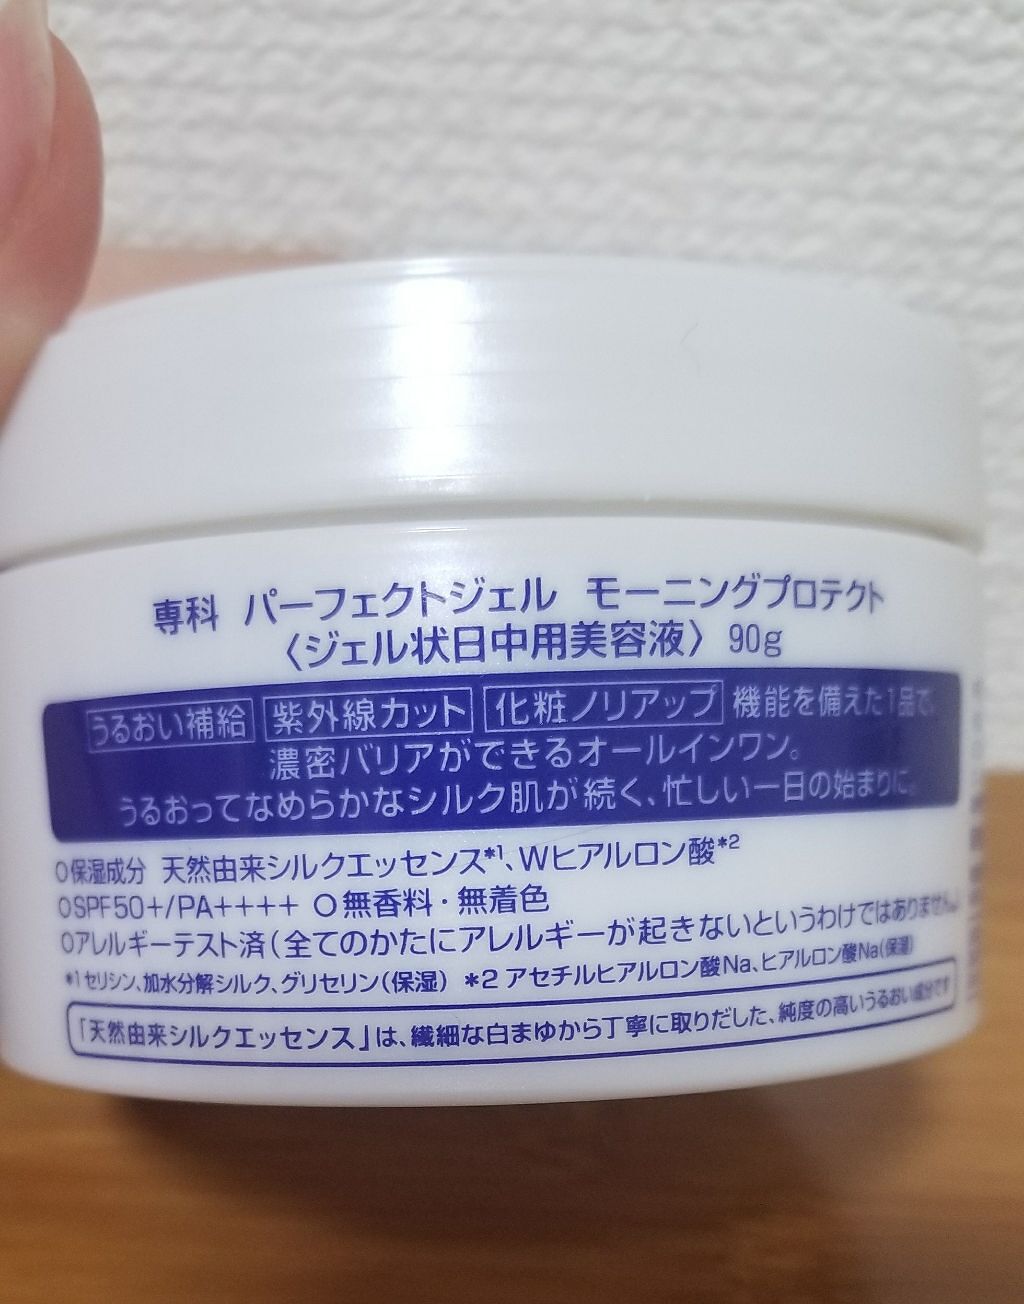 専科 パーフェクトジェル モーニングプロテクト
〈ジェル状日中用美容液〉 90g
うるおい補給 紫外線カット 化粧ノリアップ 機能を備えた1品で、
濃密バリアができるオールインワン。
うるおってなめらかなシルク肌が続く、忙しい一日の始まりに。
○保湿成分 天然由来シルクエッセンス*1、Wヒアルロン酸*2
○SPF50+/PA++++ ○無香料・無着色
○アレルギーテスト済(全てのかたにアレルギーが起きないというわけではありません。)
*1 セリシン、加水分解シルク、グリセリン(保湿) *2 アセチルヒアルロン酸Na、ヒアルロン酸Na(保湿)
「天然由来シルクエッセンス」は、繊細な白まゆから丁寧に取りだした、純度の高いうるおい成分です